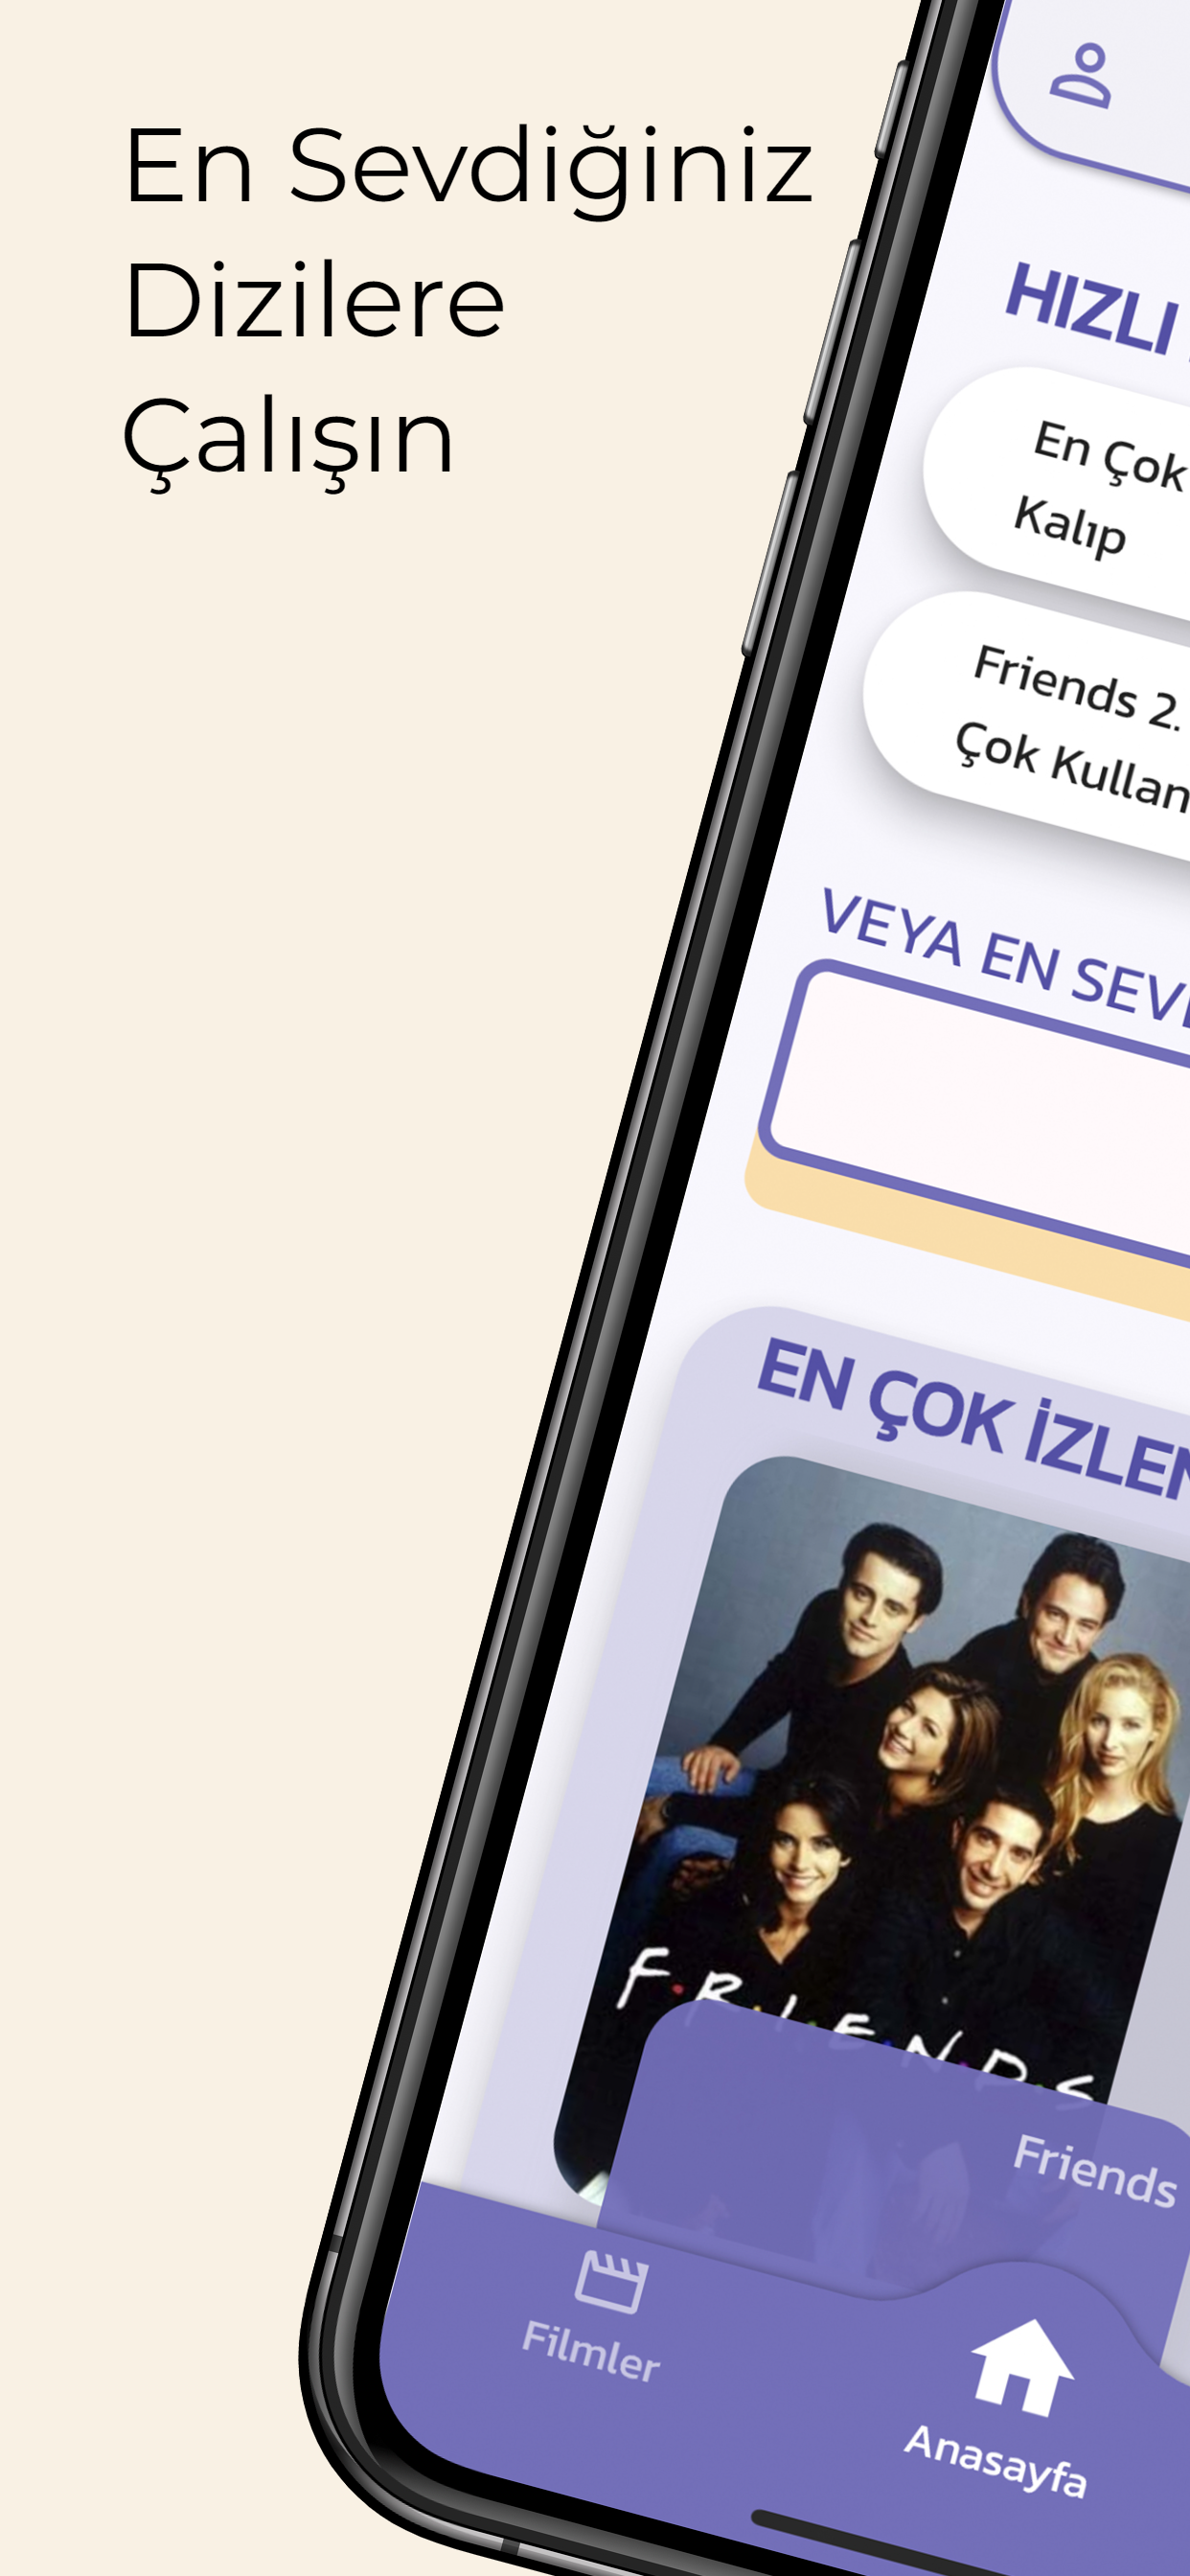 En Sevdiğiniz
Dizilere
Çalışın
HIZLI
En Çok
Kalıp
Friends 2.
Çok Kullan
VEYA EN SEV
EN ÇOK İZLEN
F·R·I·E·N·D·S
Friends
Filmler
Anasayfa